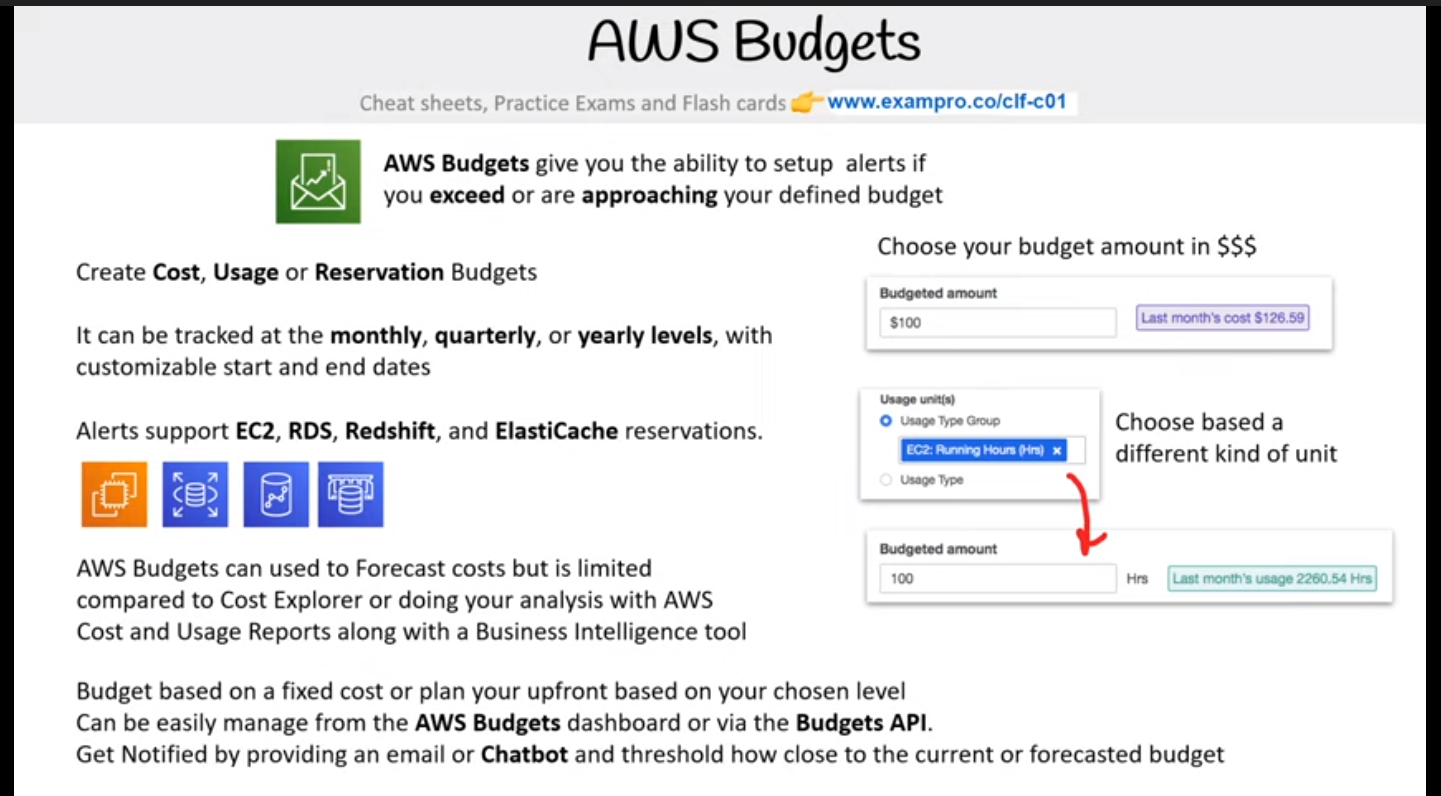 AWS Budgets
Cheat sheets, Practice Exams and Flash cards 👉 www.exampro.co/clf-c01
AWS Budgets give you the ability to setup alerts if
you exceed or are approaching your defined budget
Create Cost, Usage or Reservation Budgets
It can be tracked at the monthly, quarterly, or yearly levels, with
customizable start and end dates
Alerts support EC2, RDS, Redshift, and ElastiCache reservations.
AWS Budgets can used to Forecast costs but is limited
compared to Cost Explorer or doing your analysis with AWS
Cost and Usage Reports along with a Business Intelligence tool
Choose your budget amount in $$$
Budgeted amount
$100
Last month's cost $126.59
Usage unit(s)
Usage Type Group
EC2: Running Hours (Hrs) ×
Usage Type
Choose based a
different kind of unit
Budgeted amount
100 Hrs
Last month's usage 2260.54 Hrs
Budget based on a fixed cost or plan your upfront based on your chosen level
Can be easily manage from the AWS Budgets dashboard or via the Budgets API.
Get Notified by providing an email or Chatbot and threshold how close to the current or forecasted budget